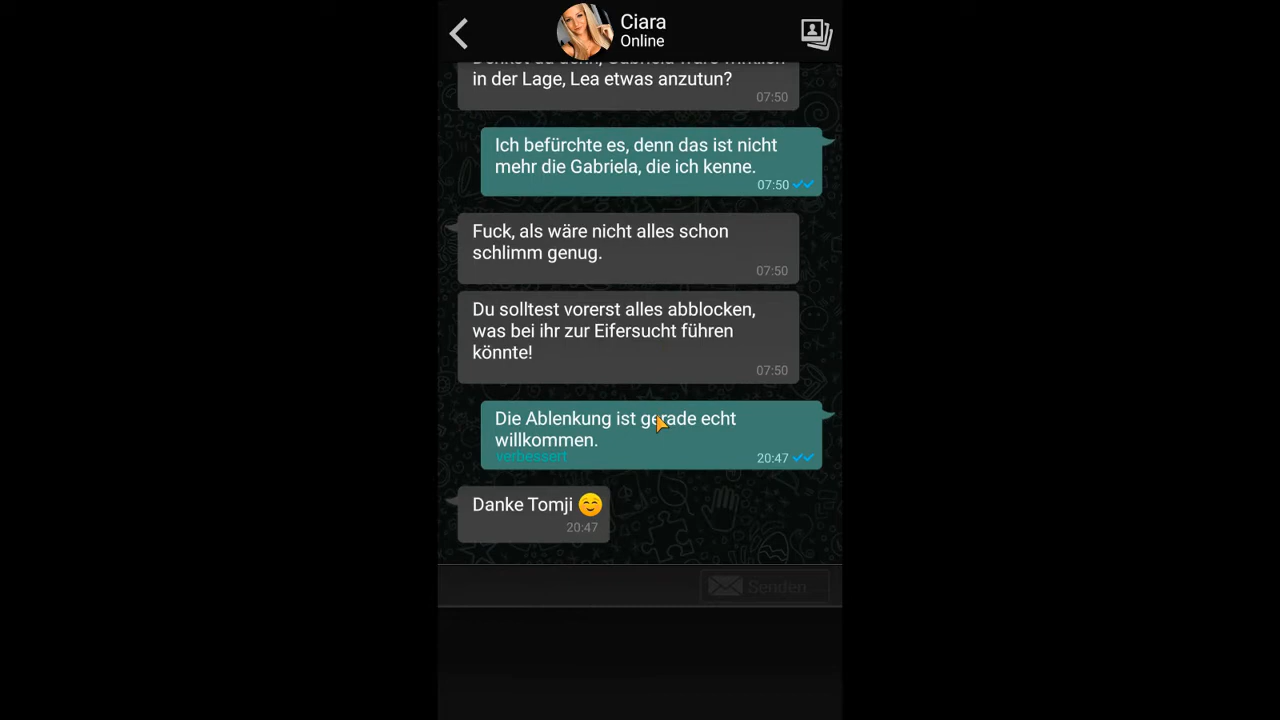 Ciara
Online
in der Lage, Lea etwas anzutun?
07:50
Ich befürchte es, denn das ist nicht
mehr die Gabriela, die ich kenne.
07:50
Fuck, als wäre nicht alles schon
schlimm genug.
07:50
Du solltest vorerst alles abblocken,
was bei ihr zur Eifersucht führen
könnte!
07:50
Die Ablenkung ist gerade echt
willkommen.
verbessert
20:47
Danke Tomji 😊
20:47
Senden